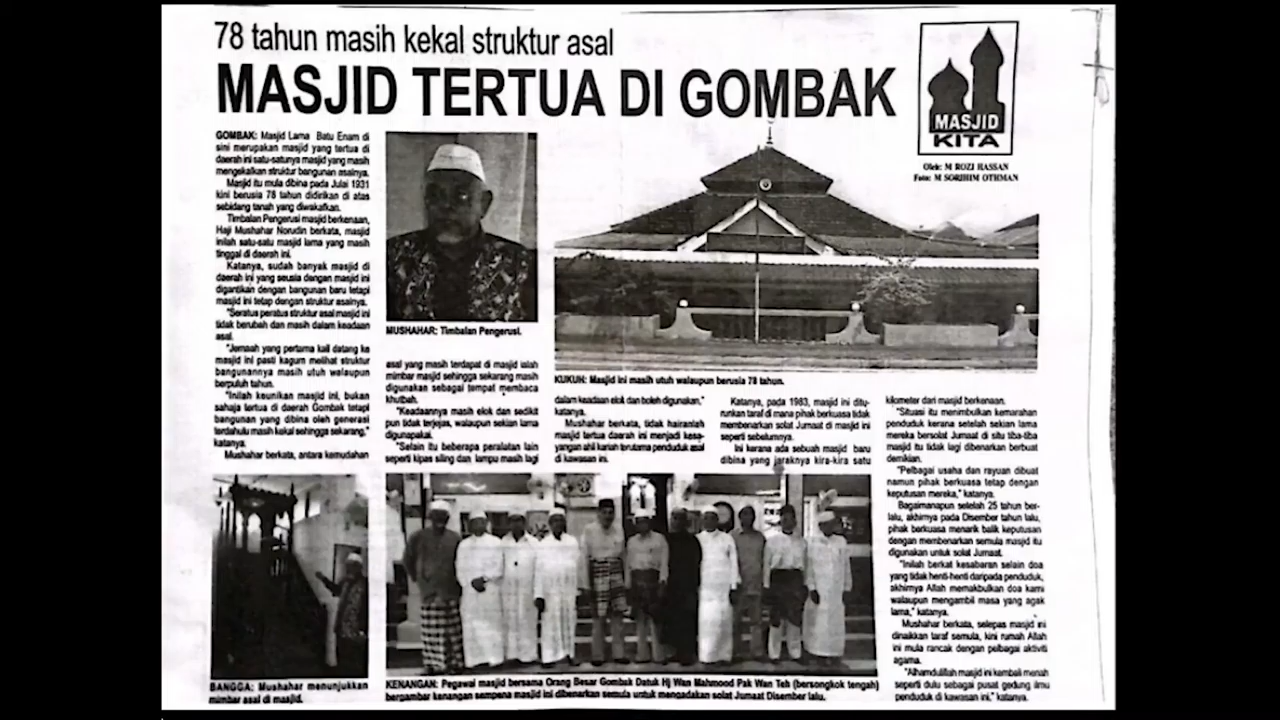 78 tahun masih kekal struktur asal
MASJID TERTUA DI GOMBAK
MASJID
KITA
Oleh: M ROZI HASSAN
Foto: M SORIHIM OTHMAN
GOMBAK: Masjid Lama Batu Enam di
sini merupakan masjid yang tertua di
daerah ini satu-satunya masjid yang masih
mengekalkan struktur bangunan asalnya.
Masjid itu mula dibina pada Julai 1931
kini berusia 78 tahun didirikan di atas
sebidang tanah yang diwakafkan.
Timbalan Pengerusi masjid berkenaan,
Haji Mushahar Norudin berkata, masjid
inilah satu-satu masjid lama yang masih
tinggal di daerah ini.
Katanya, sudah banyak masjid di
daerah ini yang seusia dengan masjid ini
digantikan dengan bangunan baru tetapi
masjid ini tetap dengan struktur asalnya.
"Seratus peratus struktur asal masjid ini
tidak berubah dan masih dalam keadaan
asal.
"Jemaah yang pertama kali datang ke
masjid ini pasti kagum melihat struktur
bangunannya masih utuh walaupun
berpuluh tahun.
"Inilah keunikan masjid ini, bukan
sahaja tertua di daerah Gombak tetapi
bangunan yang dibina oleh generasi
terdahulu masih kekal sehingga sekarang,"
katanya.
Mushahar berkata, antara kemudahan
MUSHAHAR: Timbalan Pengerusi.
asal yang masih terdapat di masjid ialah
mimbar masjid sehingga sekarang masih
digunakan sebagai tempat membaca
khutbah.
"Keadaannya masih elok dan sedikit
pun tidak terjejas, walaupun sekian lama
digunapakai.
"Selain itu beberapa peralatan lain
seperti kipas siling dan lampu masih lagi
KUKUH: Masjid ini masih utuh walaupun berusia 78 tahun.
dalam keadaan elok dan boleh digunakan,"
katanya.
Mushahar berkata, tidak hairanlah
masjid tertua daerah ini menjadi kesa-
yangan ahli kariah terutama penduduk asal
di kawasan ini.
Katanya, pada 1983, masjid ini ditu-
runkan taraf di mana pihak berkuasa tidak
membenarkan solat Jumaat di masjid ini
seperti sebelumnya.
Ini kerana ada sebuah masjid baru
dibina yang jaraknya kira-kira satu
kilometer dari masjid berkenaan.
"Situasi itu menimbulkan kemarahan
penduduk kerana setelah sekian lama
mereka bersolat Jumaat di situ tiba-tiba
masjid itu tidak lagi dibenarkan berbuat
demikian.
"Pelbagai usaha dan rayuan dibuat
namun pihak berkuasa tetap dengan
keputusan mereka," katanya.
Bagaimanapun setelah 25 tahun ber-
lalu, akhirnya pada Disember tahun lalu,
pihak berkuasa menarik balik keputusan
dengan membenarkan semula masjid itu
digunakan untuk solat Jumaat.
"Inilah berkat kesabaran selain doa
yang tidak henti-henti daripada penduduk,
akhirnya Allah memakbulkan doa kami
walaupun mengambil masa yang agak
lama," katanya.
Mushahar berkata, selepas masjid ini
dinaikkan taraf semula, kini rumah Allah
ini mula rancak dengan pelbagai aktiviti
agama.
"Alhamdulillah masjid ini kembali meriah
seperti dulu sebagai pusat gedung ilmu
penduduk di kawasan ini," katanya.
BANGGA: Mushahar menunjukkan
mimbar asal di masjid.
KENANGAN: Pegawai masjid bersama Orang Besar Gombak Datuk Hj Wan Mahmood Pak Wan Teh (bersongkok tengah)
bergambar kenangan sempena masjid ini dibenarkan semula untuk mengadakan solat Jumaat Disember lalu.